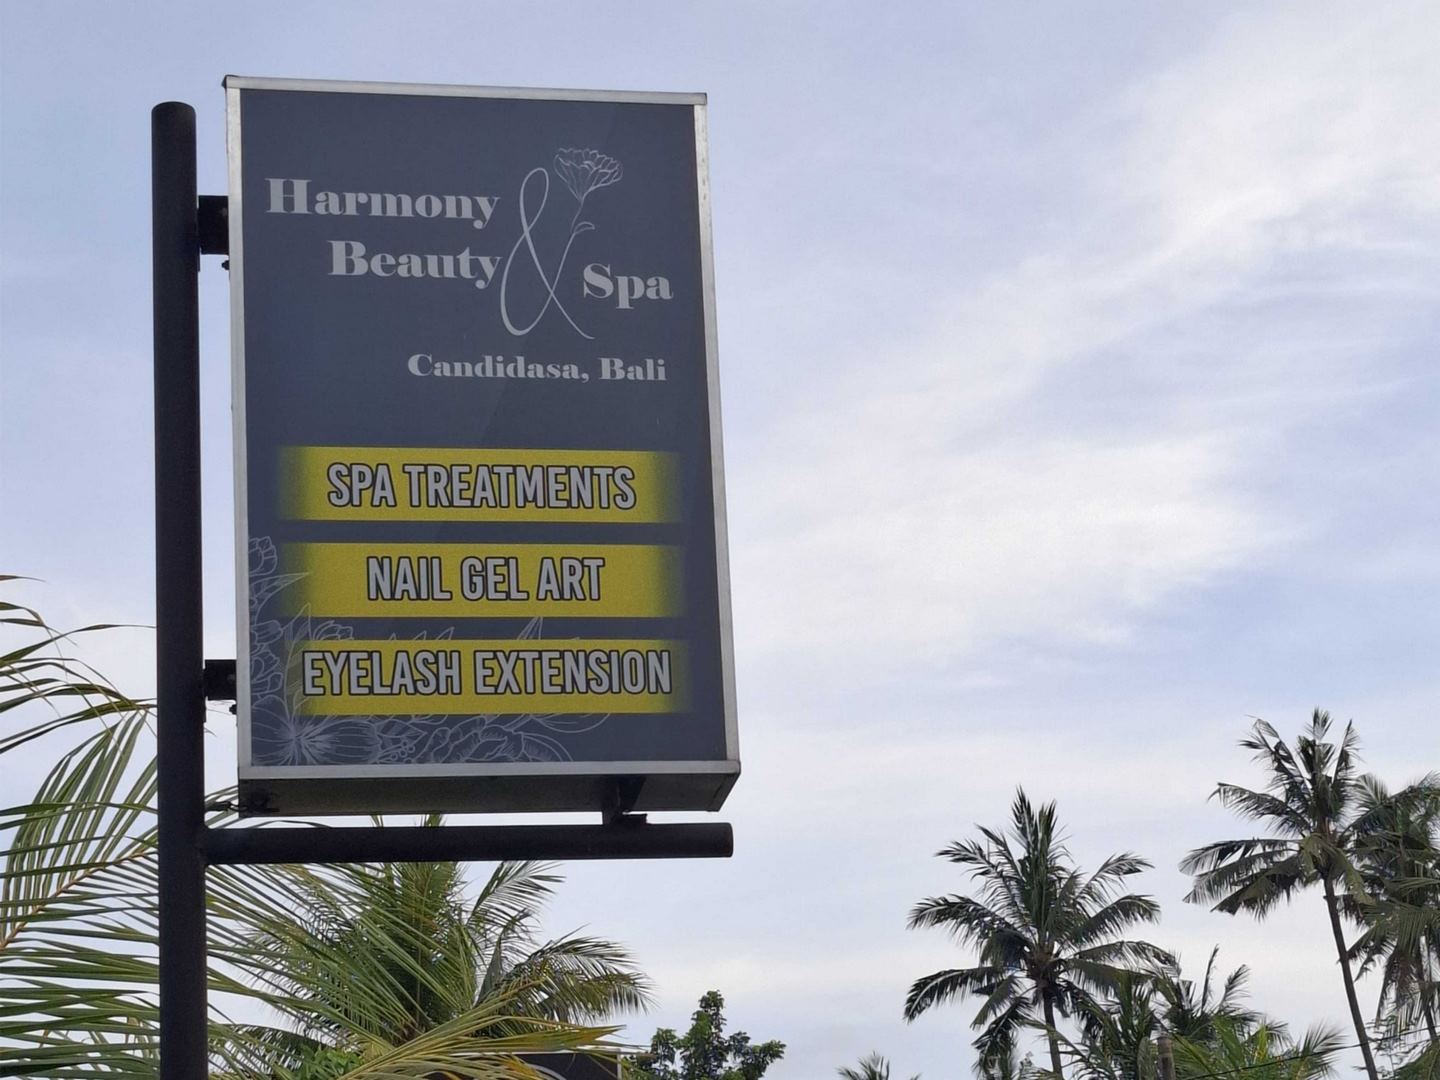 Harmony
Beauty & Spa
Candidasa, Bali
SPA TREATMENTS
NAIL GEL ART
EYELASH EXTENSION